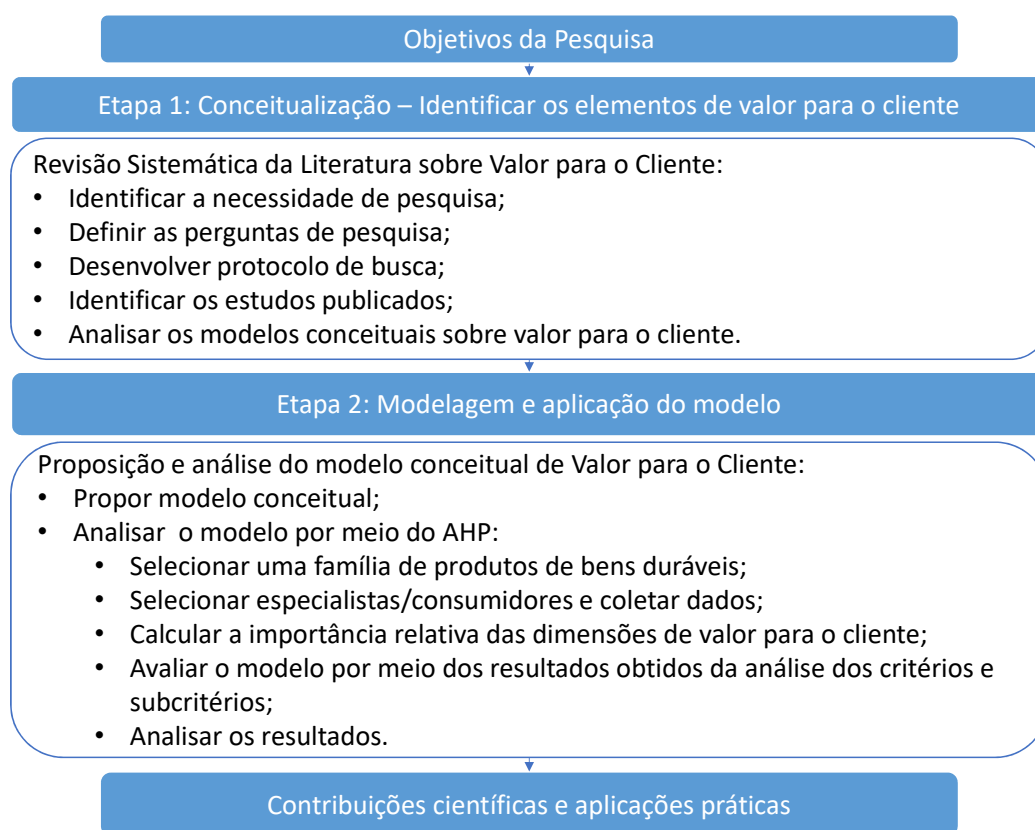 Objetivos da Pesquisa
Etapa 1: Conceitualização – Identificar os elementos de valor para o cliente
Revisão Sistemática da Literatura sobre Valor para o Cliente:
• Identificar a necessidade de pesquisa;
• Definir as perguntas de pesquisa;
• Desenvolver protocolo de busca;
• Identificar os estudos publicados;
• Analisar os modelos conceituais sobre valor para o cliente.
Etapa 2: Modelagem e aplicação do modelo
Proposição e análise do modelo conceitual de Valor para o Cliente:
• Propor modelo conceitual;
• Analisar o modelo por meio do AHP:
• Selecionar uma família de produtos de bens duráveis;
• Selecionar especialistas/consumidores e coletar dados;
• Calcular a importância relativa das dimensões de valor para o cliente;
• Avaliar o modelo por meio dos resultados obtidos da análise dos critérios e
subcritérios;
• Analisar os resultados.
Contribuições científicas e aplicações práticas